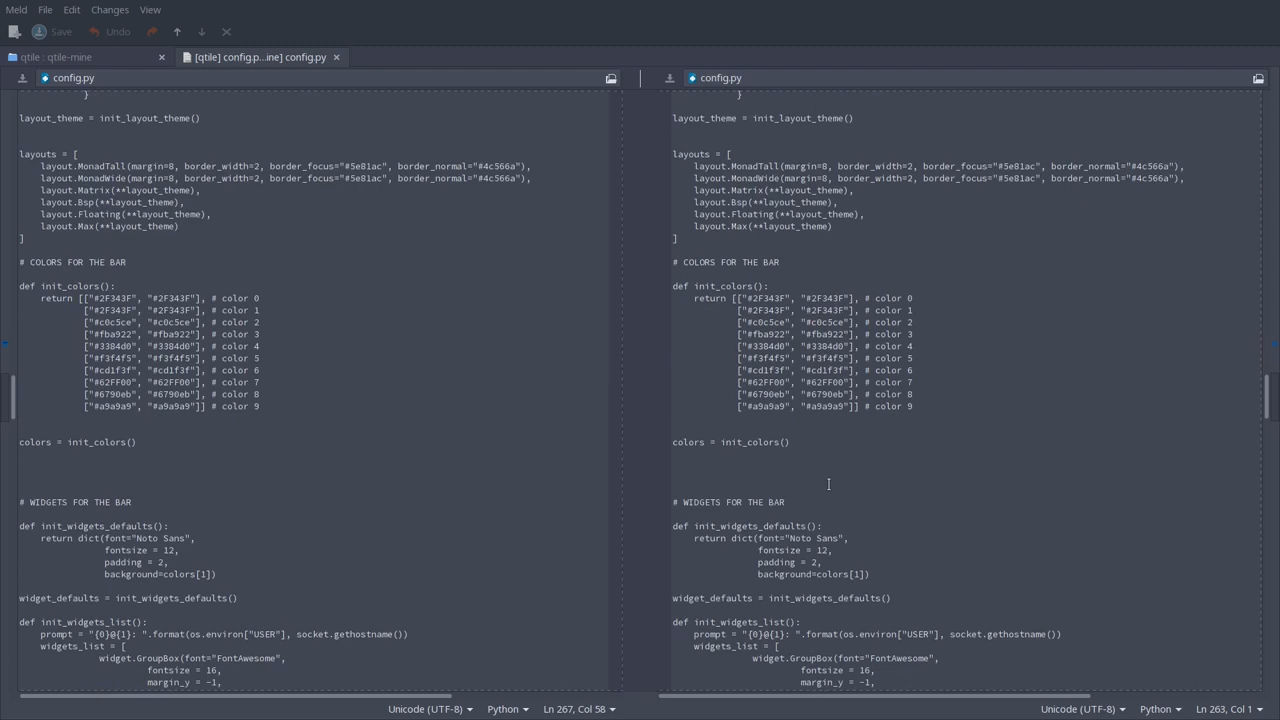 Meld File Edit Changes View
Save Undo
qtile : qtile-mine [qtile] config.p...ine] config.py
config.py
}
layout_theme = init_layout_theme()
layouts = [
layout.MonadTall(margin=8, border_width=2, border_focus="#5e81ac", border_normal="#4c566a"),
layout.MonadWide(margin=8, border_width=2, border_focus="#5e81ac", border_normal="#4c566a"),
layout.Matrix(**layout_theme),
layout.Bsp(**layout_theme),
layout.Floating(**layout_theme),
layout.Max(**layout_theme)
]
# COLORS FOR THE BAR
def init_colors():
return [["#2F343F", "#2F343F"], # color 0
["#2F343F", "#2F343F"], # color 1
["#c0c5ce", "#c0c5ce"], # color 2
["#fba922", "#fba922"], # color 3
["#3384d0", "#3384d0"], # color 4
["#f3f4f5", "#f3f4f5"], # color 5
["#cd1f3f", "#cd1f3f"], # color 6
["#62FF00", "#62FF00"], # color 7
["#6790eb", "#6790eb"], # color 8
["#a9a9a9", "#a9a9a9"]] # color 9
colors = init_colors()
# WIDGETS FOR THE BAR
def init_widgets_defaults():
return dict(font="Noto Sans",
fontsize = 12,
padding = 2,
background=colors[1])
widget_defaults = init_widgets_defaults()
def init_widgets_list():
prompt = "{0}@{1}: ".format(os.environ["USER"], socket.gethostname())
widgets_list = [
widget.GroupBox(font="FontAwesome",
fontsize = 16,
margin_y = -1,
Unicode (UTF-8) Python Ln 267, Col 58
config.py
}
layout_theme = init_layout_theme()
layouts = [
layout.MonadTall(margin=8, border_width=2, border_focus="#5e81ac", border_normal="#4c566a"),
layout.MonadWide(margin=8, border_width=2, border_focus="#5e81ac", border_normal="#4c566a"),
layout.Matrix(**layout_theme),
layout.Bsp(**layout_theme),
layout.Floating(**layout_theme),
layout.Max(**layout_theme)
]
# COLORS FOR THE BAR
def init_colors():
return [["#2F343F", "#2F343F"], # color 0
["#2F343F", "#2F343F"], # color 1
["#c0c5ce", "#c0c5ce"], # color 2
["#fba922", "#fba922"], # color 3
["#3384d0", "#3384d0"], # color 4
["#f3f4f5", "#f3f4f5"], # color 5
["#cd1f3f", "#cd1f3f"], # color 6
["#62FF00", "#62FF00"], # color 7
["#6790eb", "#6790eb"], # color 8
["#a9a9a9", "#a9a9a9"]] # color 9
colors = init_colors()
# WIDGETS FOR THE BAR
def init_widgets_defaults():
return dict(font="Noto Sans",
fontsize = 12,
padding = 2,
background=colors[1])
widget_defaults = init_widgets_defaults()
def init_widgets_list():
prompt = "{0}@{1}: ".format(os.environ["USER"], socket.gethostname())
widgets_list = [
widget.GroupBox(font="FontAwesome",
fontsize = 16,
margin_y = -1,
Unicode (UTF-8) Python Ln 263, Col 1